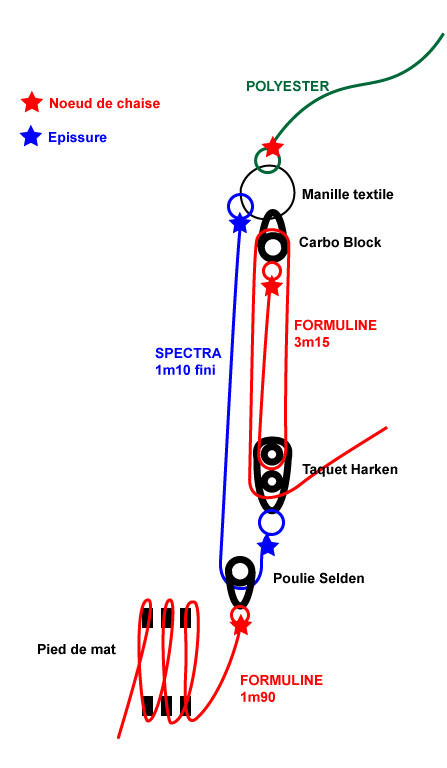 POLYESTER
Noeud de chaise
Epissure
Manille textile
Carbo Block
FORMULINE
3m15
SPECTRA
1m10 fini
Taquet Harken
Poulie Selden
Pied de mat
FORMULINE
1m90